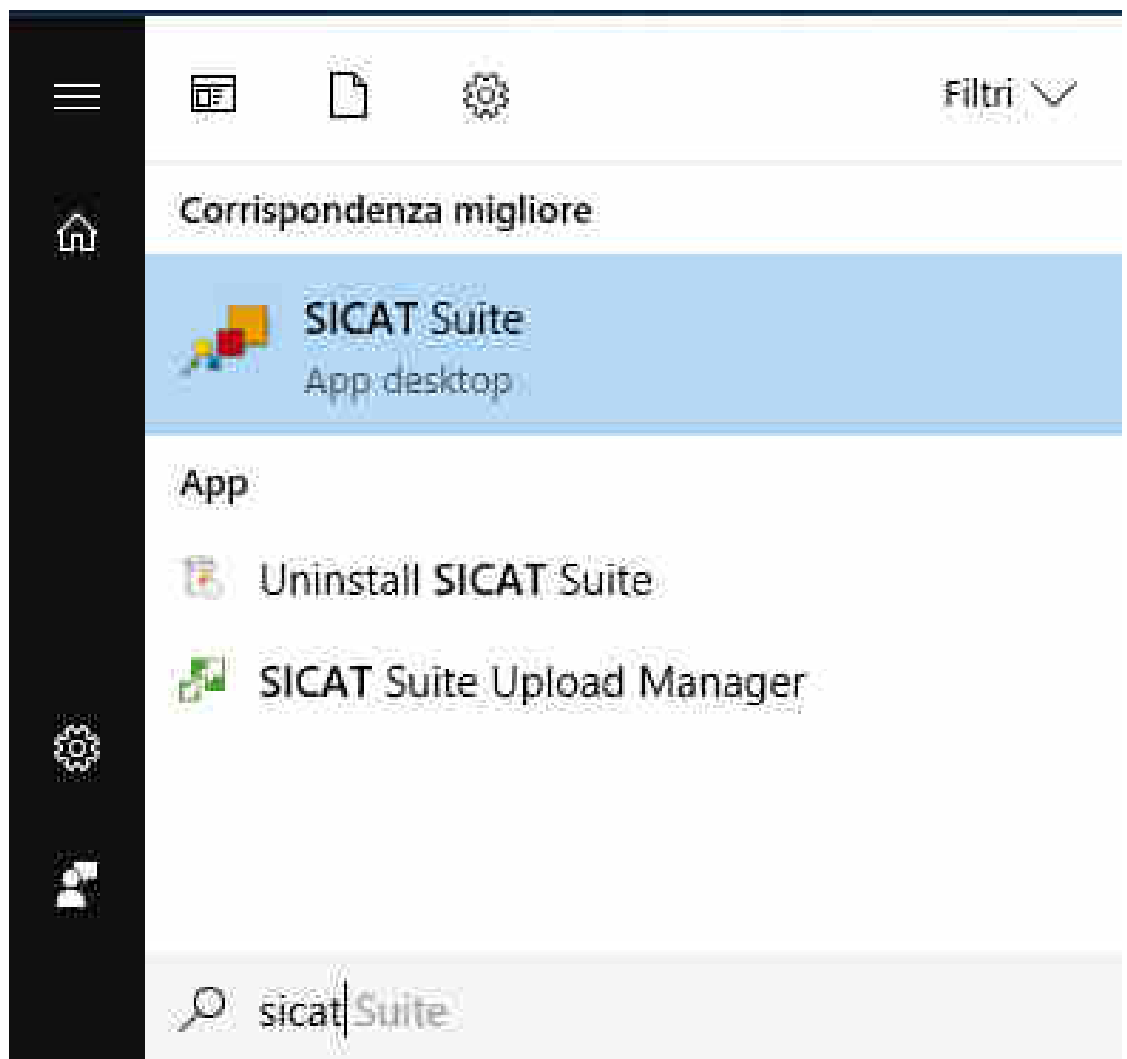 Filtri
Corrispondenza migliore
SICAT Suite
App desktop
App
Uninstall SICAT Suite
SICAT Suite Upload Manager
sicat Suite